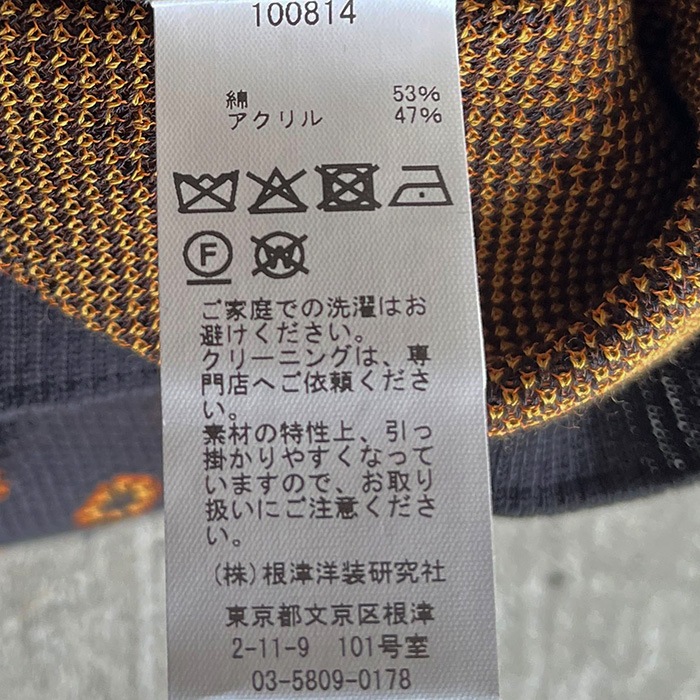 100814
綿 53%
アクリル 47%
F
W
ご家庭での洗濯はお
避けください。
クリーニングは、専
門店へご依頼くださ
い。
素材の特性上、引っ
掛かりやすくなって
いますので、お取り
扱いにご注意くださ
い。
(株)根津洋装研究社
東京都文京区根津
2-11-9 101号室
03-5809-0178